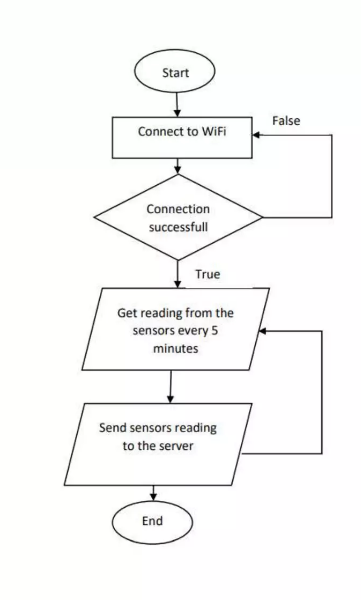 Start
Connect to WiFi
False
Connection
successfull
True
Get reading from the
sensors every 5
minutes
Send sensors reading
to the server
End